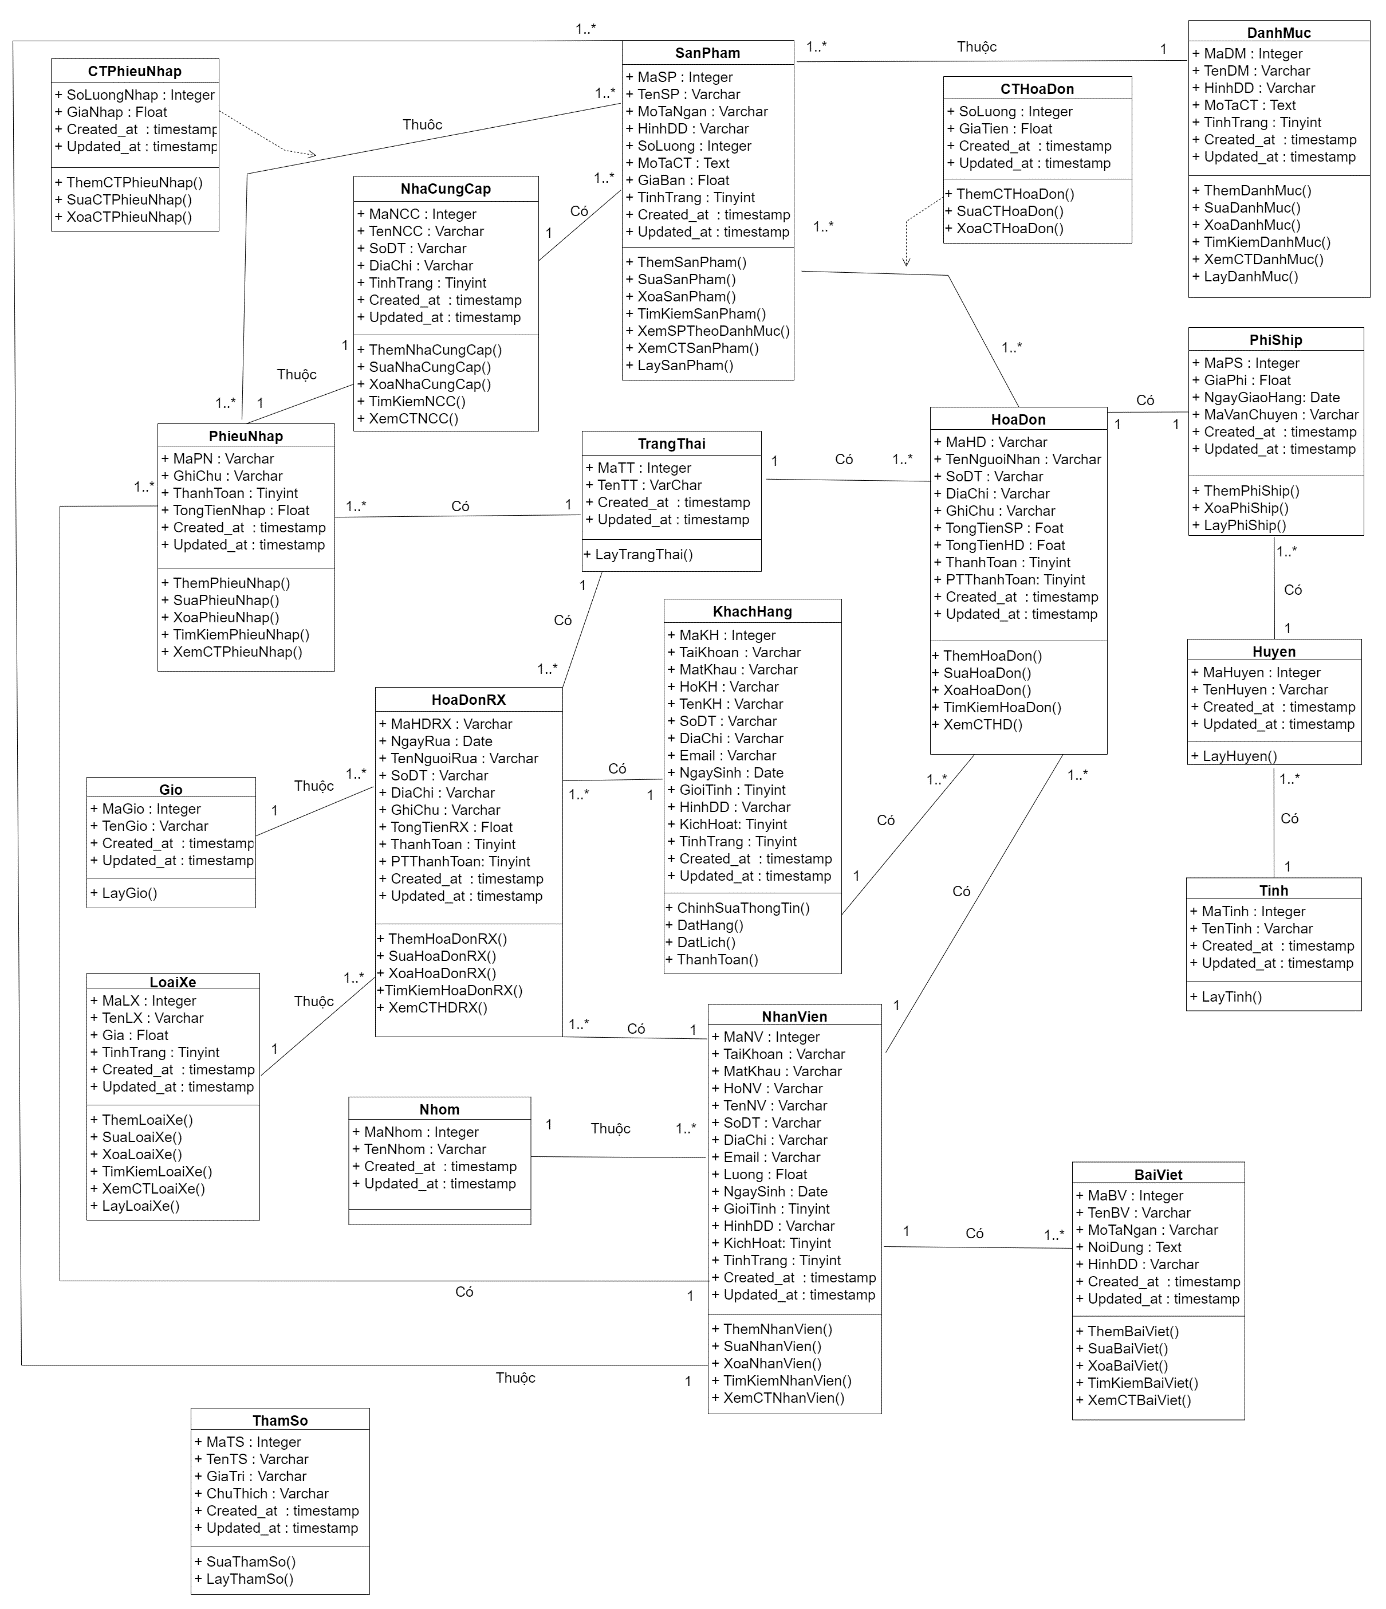 1..*
SanPham
+ MaSP : Integer
+ TenSP : Varchar
+ MoTaNgan : Varchar
+ HinhDD : Varchar
+ SoLuong : Integer
+ MoTaCT : Text
+ GiaBan : Float
+ TinhTrang : Tinyint
+ Created_at : timestamp
+ Updated_at : timestamp
+ ThemSanPham()
+ SuaSanPham()
+ XoaSanPham()
+ TimKiemSanPham()
+ XemSPTheoDanhMuc()
+ XemCTSanPham()
+ LaySanPham()
1..*
Thuộc
1
DanhMuc
+ MaDM : Integer
+ TenDM : Varchar
+ HinhDD : Varchar
+ MoTaCT : Text
+ TinhTrang : Tinyint
+ Created_at : timestamp
+ Updated_at : timestamp
+ ThemDanhMuc()
+ SuaDanhMuc()
+ XoaDanhMuc()
+ TimKiemDanhMuc()
+ XemCTDanhMuc()
+ LayDanhMuc()
CTPhieuNhap
+ SoLuongNhap : Integer
+ GiaNhap : Float
+ Created_at : timestamp
+ Updated_at : timestamp
+ ThemCTPhieuNhap()
+ SuaCTPhieuNhap()
+ XoaCTPhieuNhap()
1..*
Thuôc
1..*
CTHoaDon
+ SoLuong : Integer
+ GiaTien : Float
+ Created_at : timestamp
+ Updated_at : timestamp
+ ThemCTHoaDon()
+ SuaCTHoaDon()
+ XoaCTHoaDon()
1..*
1..*
NhaCungCap
+ MaNCC : Integer
+ TenNCC : Varchar
+ SoDT : Varchar
+ DiaChi : Varchar
+ TinhTrang : Tinyint
+ Created_at : timestamp
+ Updated_at : timestamp
+ ThemNhaCungCap()
+ SuaNhaCungCap()
+ XoaNhaCungCap()
+ TimKiemNCC()
+ XemCTNCC()
1..*
Có
1
1
Thuộc
1
PhieuNhap
+ MaPN : Varchar
+ GhiChu : Varchar
+ ThanhToan : Tinyint
+ TongTienNhap : Float
+ Created_at : timestamp
+ Updated_at : timestamp
+ ThemPhieuNhap()
+ SuaPhieuNhap()
+ XoaPhieuNhap()
+ TimKiemPhieuNhap()
+ XemCTPhieuNhap()
1..*
1..*
Có
1
TrangThai
+ MaTT : Integer
+ TenTT : VarChar
+ Created_at : timestamp
+ Updated_at : timestamp
+ LayTrangThai()
1
Có
1..*
HoaDon
+ MaHD : Varchar
+ TenNguoiNhan : Varchar
+ SoDT : Varchar
+ DiaChi : Varchar
+ GhiChu : Varchar
+ TongTienSP : Foat
+ TongTienHD : Foat
+ ThanhToan : Tinyint
+ PTThanhToan: Tinyint
+ Created_at : timestamp
+ Updated_at : timestamp
+ ThemHoaDon()
+ SuaHoaDon()
+ XoaHoaDon()
+ TimKiemHoaDon()
+ XemCTHD()
Có
1
1
PhiShip
+ MaPS : Integer
+ GiaPhi : Float
+ NgayGiaoHang: Date
+ MaVanChuyen : Varchar
+ Created_at : timestamp
+ Updated_at : timestamp
+ ThemPhiShip()
+ XoaPhiShip()
+ LayPhiShip()
1..*
Có
1
Huyen
+ MaHuyen : Integer
+ TenHuyen : Varchar
+ Created_at : timestamp
+ Updated_at : timestamp
+ LayHuyen()
1..*
Có
1
Tinh
+ MaTinh : Integer
+ TenTinh : Varchar
+ Created_at : timestamp
+ Updated_at : timestamp
+ LayTinh()
1
Có
1..*
HoaDonRX
+ MaHDRX : Varchar
+ NgayRua : Date
+ TenNguoiRua : Varchar
+ SoDT : Varchar
+ DiaChi : Varchar
+ GhiChu : Varchar
+ TongTienRX : Float
+ ThanhToan : Tinyint
+ PTThanhToan: Tinyint
+ Created_at : timestamp
+ Updated_at : timestamp
+ ThemHoaDonRX()
+ SuaHoaDonRX()
+ XoaHoaDonRX()
+TimKiemHoaDonRX()
+ XemCTHDRX()
Có
1..*
1
KhachHang
+ MaKH : Integer
+ TaiKhoan : Varchar
+ MatKhau : Varchar
+ HoKH : Varchar
+ TenKH : Varchar
+ SoDT : Varchar
+ DiaChi : Varchar
+ Email : Varchar
+ NgaySinh : Date
+ GioiTinh : Tinyint
+ HinhDD : Varchar
+ KichHoat: Tinyint
+ TinhTrang : Tinyint
+ Created_at : timestamp
+ Updated_at : timestamp
+ ChinhSuaThongTin()
+ DatHang()
+ DatLich()
+ ThanhToan()
1..*
Có
1
1..*
Có
1
Gio
+ MaGio : Integer
+ TenGio : Varchar
+ Created_at : timestamp
+ Updated_at : timestamp
+ LayGio()
1..*
Thuộc
1
LoaiXe
+ MaLX : Integer
+ TenLX : Varchar
+ Gia : Float
+ TinhTrang : Tinyint
+ Created_at : timestamp
+ Updated_at : timestamp
+ ThemLoaiXe()
+ SuaLoaiXe()
+ XoaLoaiXe()
+ TimKiemLoaiXe()
+ XemCTLoaiXe()
+ LayLoaiXe()
1..*
Thuộc
1
1..*
Có
1
NhanVien
+ MaNV : Integer
+ TaiKhoan : Varchar
+ MatKhau : Varchar
+ HoNV : Varchar
+ TenNV : Varchar
+ SoDT : Varchar
+ DiaChi : Varchar
+ Email : Varchar
+ Luong : Float
+ NgaySinh : Date
+ GioiTinh : Tinyint
+ HinhDD : Varchar
+ KichHoat: Tinyint
+ TinhTrang : Tinyint
+ Created_at : timestamp
+ Updated_at : timestamp
+ ThemNhanVien()
+ SuaNhanVien()
+ XoaNhanVien()
+ TimKiemNhanVien()
+ XemCTNhanVien()
Nhom
+ MaNhom : Integer
+ TenNhom : Varchar
+ Created_at : timestamp
+ Updated_at : timestamp
1
Thuộc
1..*
1
Có
1..*
BaiViet
+ MaBV : Integer
+ TenBV : Varchar
+ MoTaNgan : Varchar
+ NoiDung : Text
+ HinhDD : Varchar
+ Created_at : timestamp
+ Updated_at : timestamp
+ ThemBaiViet()
+ SuaBaiViet()
+ XoaBaiViet()
+ TimKiemBaiViet()
+ XemCTBaiViet()
Có
1
Thuộc
1
ThamSo
+ MaTS : Integer
+ TenTS : Varchar
+ GiaTri : Varchar
+ ChuThich : Varchar
+ Created_at : timestamp
+ Updated_at : timestamp
+ SuaThamSo()
+ LayThamSo()